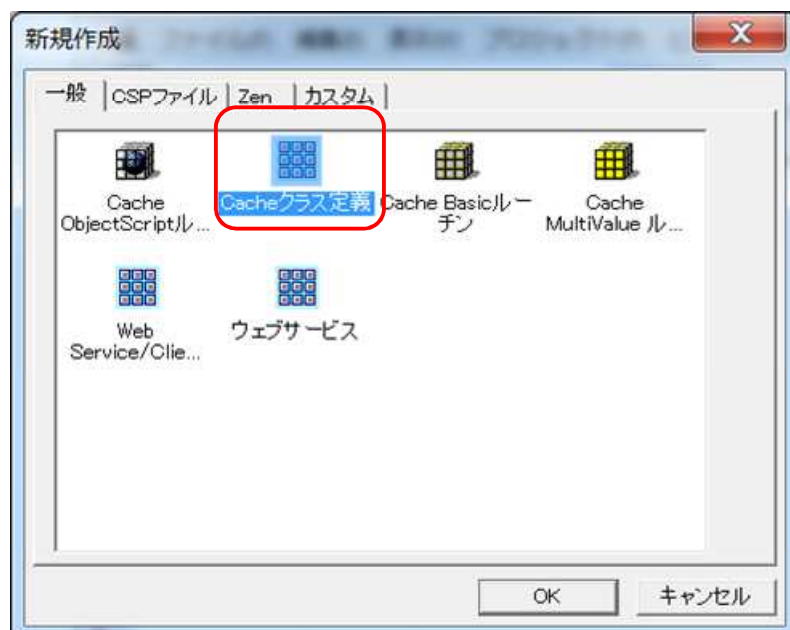 新規作成
一般 CSPファイル Zen カスタム
Cache
ObjectScriptル...
Cacheクラス定義
Cache Basicルー
チン
Cache
MultiValue ル...
Web
Service/Clie...
ウェブサービス
OK キャンセル